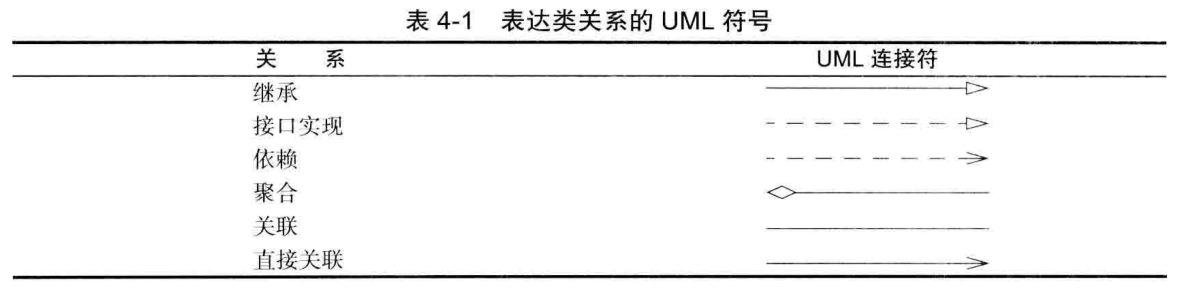 表 4-1 表达类关系的 UML 符号
关 系 UML 连接符
继承
接口实现
依赖
聚合
关联
直接关联